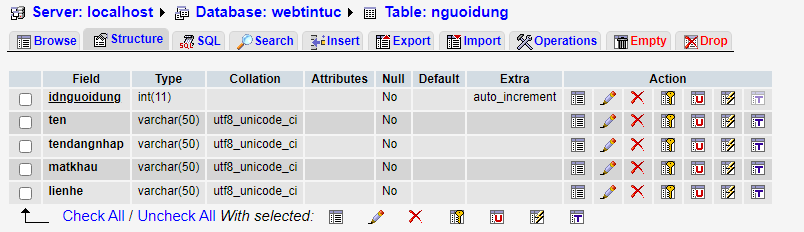 Server: localhost Database: webtintuc Table: nguoidung
Browse Structure SQL Search Insert Export Import Operations Empty Drop
Field Type Collation Attributes Null Default Extra Action
idnguoidung int(11) No auto_increment
ten varchar(50) utf8_unicode_ci No
tendangnhap varchar(50) utf8_unicode_ci No
matkhau varchar(50) utf8_unicode_ci No
lienhe varchar(50) utf8_unicode_ci No
Check All / Uncheck All With selected: